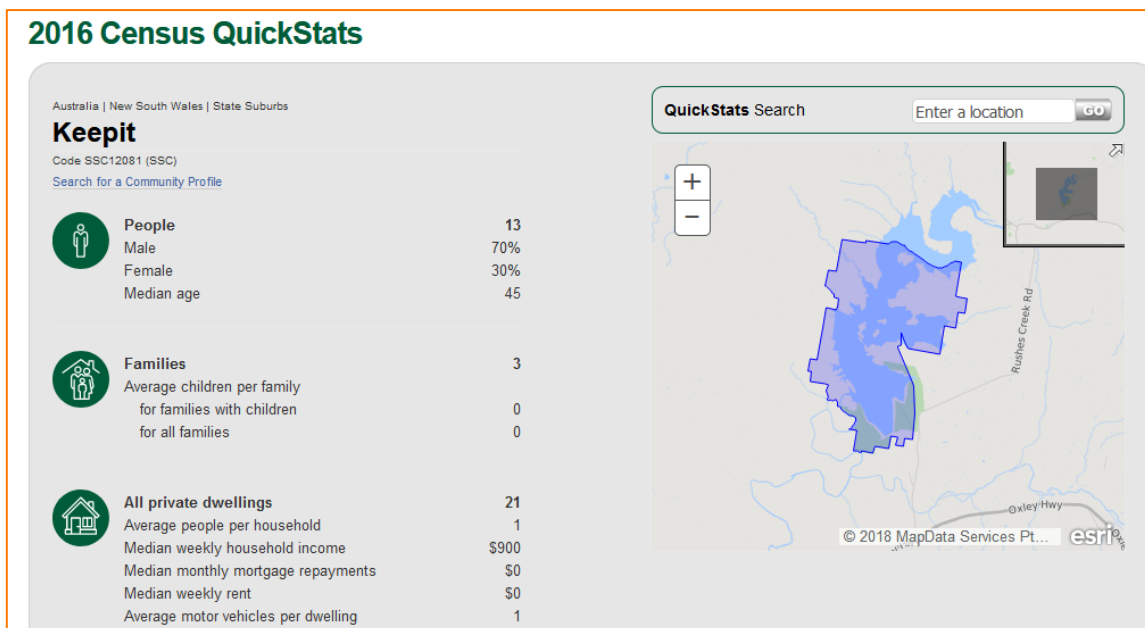 2016 Census QuickStats
Australia | New South Wales | State Suburbs
Keepit
Code SSC12081 (SSC)
Search for a Community Profile
People 13
Male 70%
Female 30%
Median age 45
Families 3
Average children per family
for families with children 0
for all families 0
All private dwellings 21
Average people per household 1
Median weekly household income $900
Median monthly mortgage repayments $0
Median weekly rent $0
Average motor vehicles per dwelling 1
QuickStats Search Enter a location GO
+
−
Rushes Creek Rd
Oxley Hwy
© 2018 MapData Services Pt... esri